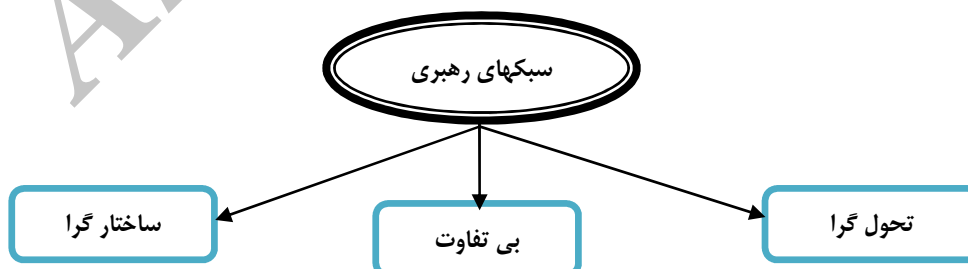 سبکهای رهبری
تحول گرا
بی تفاوت
ساختار گرا